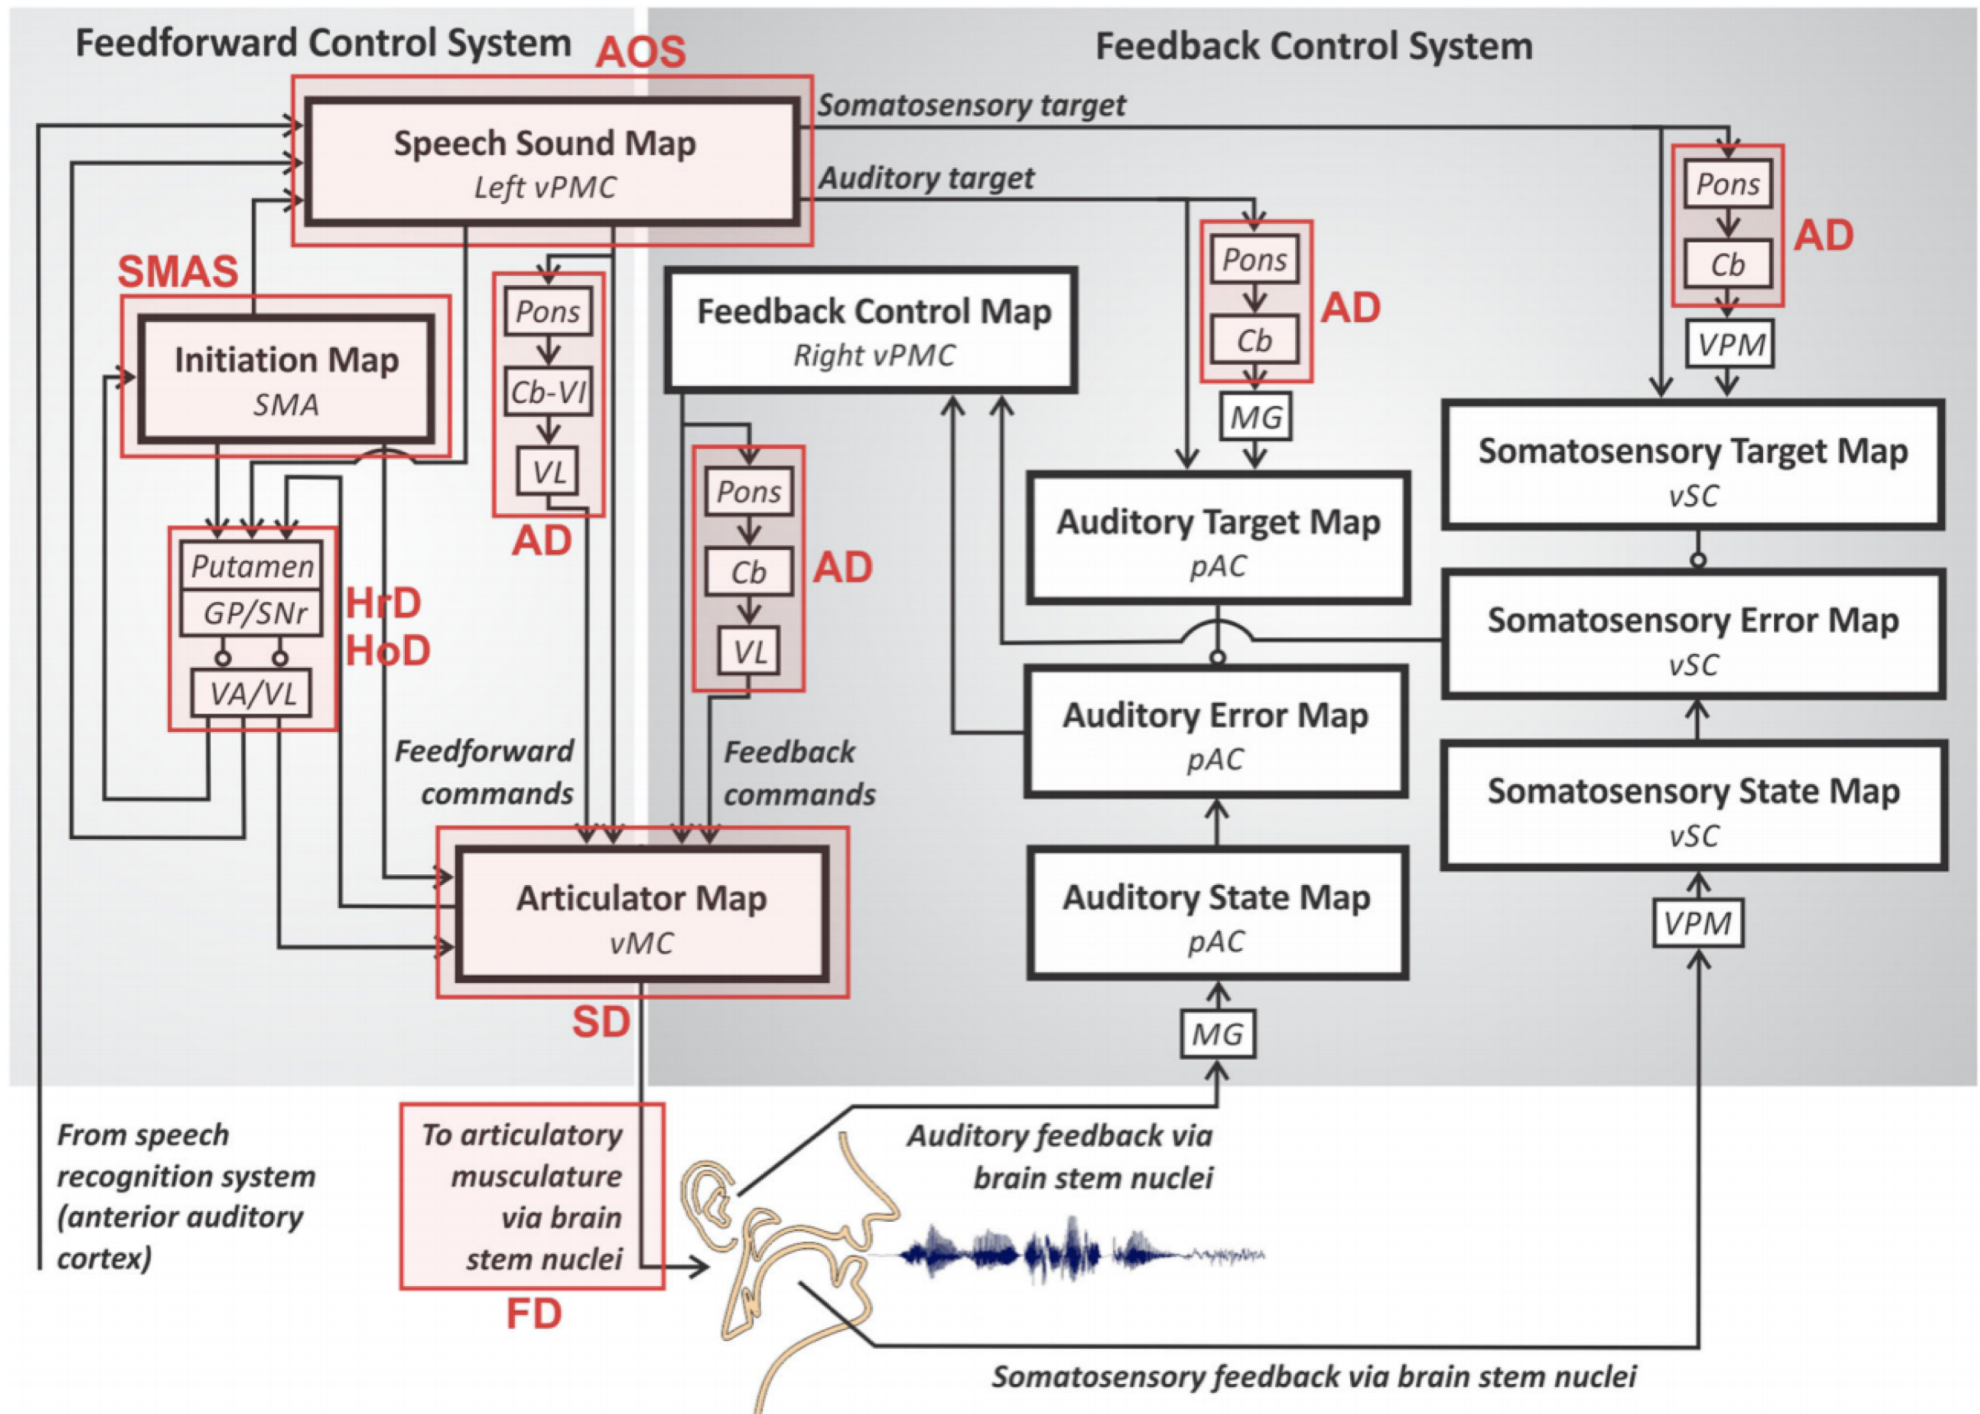 Feedforward Control System
AOS
Feedback Control System
Speech Sound Map
Left vPMC
Somatosensory target
Auditory target
SMAS
Initiation Map
SMA
Pons
Cb-VI
VL
AD
Feedback Control Map
Right vPMC
Pons
Cb
AD
MG
Pons
Cb
AD
VPM
Pons
Cb
VL
AD
Putamen
GP/SNr
VA/VL
HrD
HoD
Auditory Target Map
pAC
Somatosensory Target Map
vSC
Somatosensory Error Map
vSC
Auditory Error Map
pAC
Feedforward
commands
Feedback
commands
Somatosensory State Map
vSC
Articulator Map
vMC
SD
Auditory State Map
pAC
VPM
MG
From speech
recognition system
(anterior auditory
cortex)
To articulatory
musculature
via brain
stem nuclei
FD
Auditory feedback via
brain stem nuclei
Somatosensory feedback via brain stem nuclei